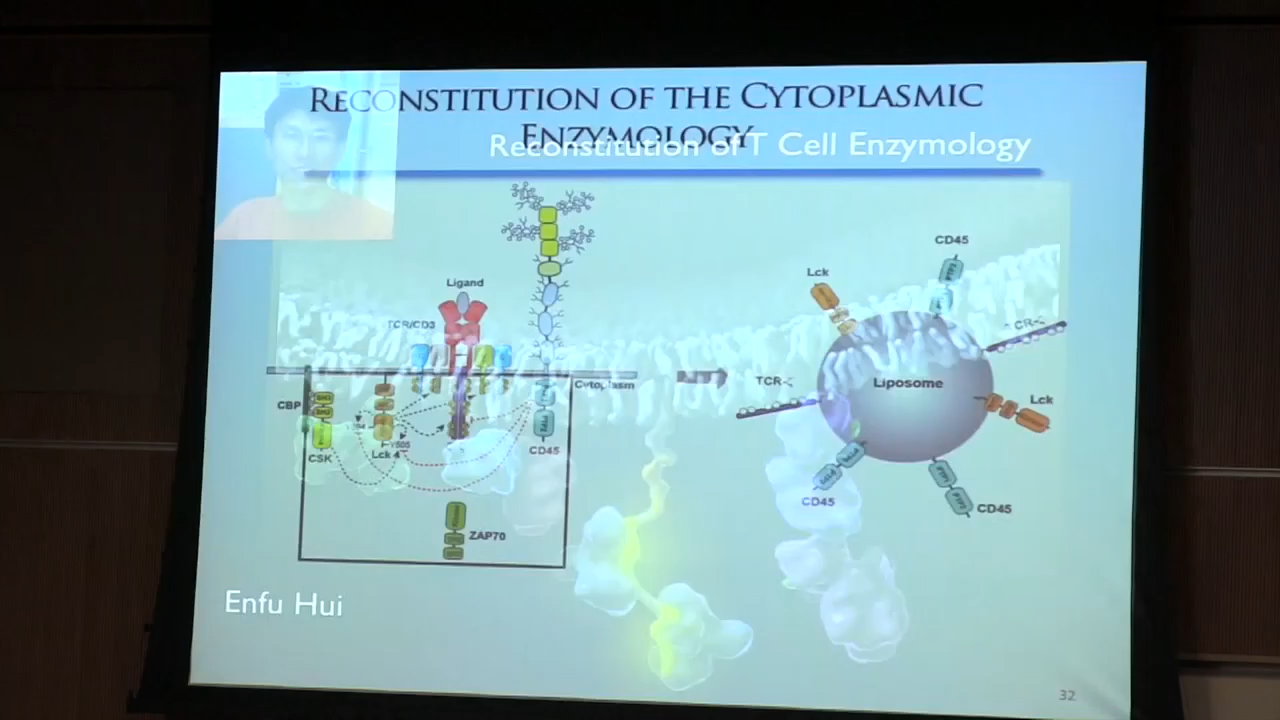 RECONSTITUTION OF THE CYTOPLASMIC
ENZYMOLOGY
Reconstitution of T Cell Enzymology
CD45
Lck
Ligand
TCR/CD3
Cytoplasm
TCR-ζ
Liposome
Lck
CBP
CSK
Lck
CD45
CD45
CD45
ZAP70
Enfu Hui
32